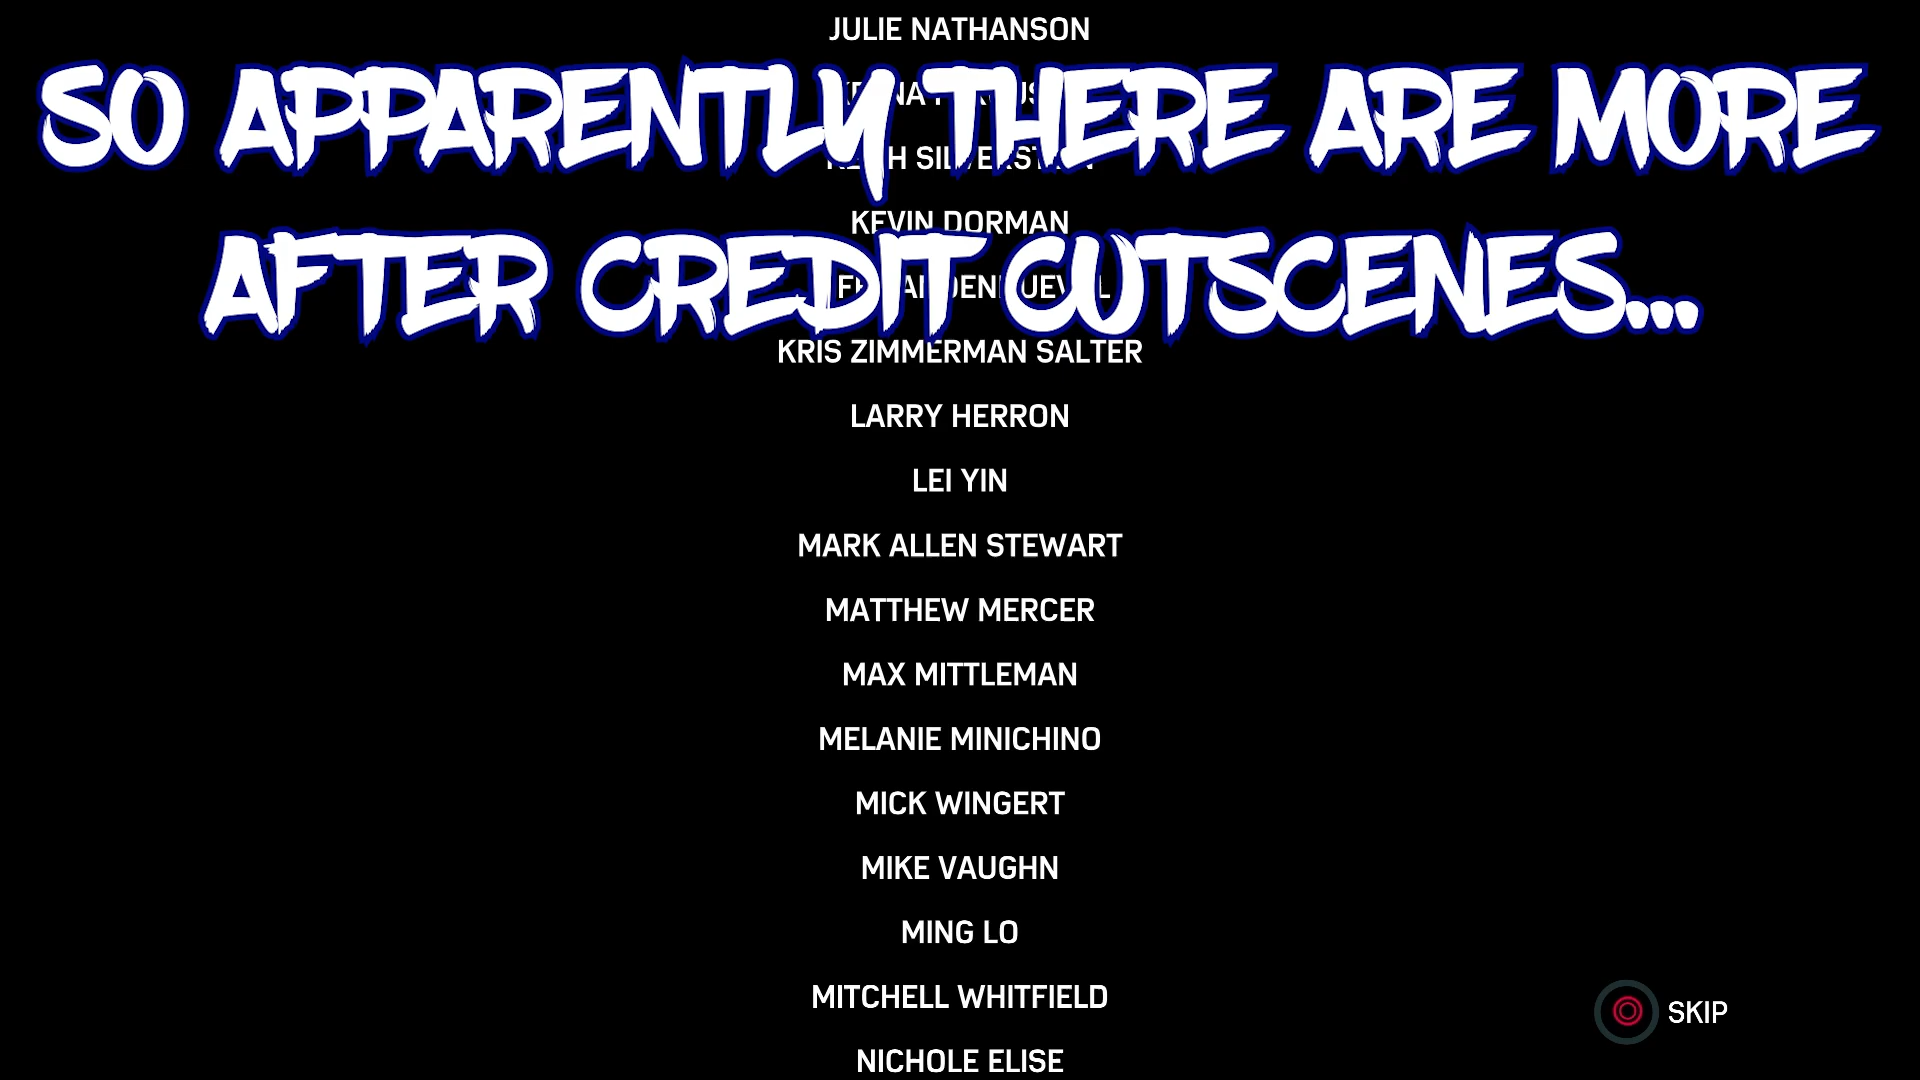 JULIE NATHANSON
SO APPARENTLY THERE ARE MORE
KEVIN DORMAN
AFTER CREDIT CUTSCENES...
KRIS ZIMMERMAN SALTER
LARRY HERRON
LEI YIN
MARK ALLEN STEWART
MATTHEW MERCER
MAX MITTLEMAN
MELANIE MINICHINO
MICK WINGERT
MIKE VAUGHN
MING LO
MITCHELL WHITFIELD
SKIP
NICHOLE ELISE